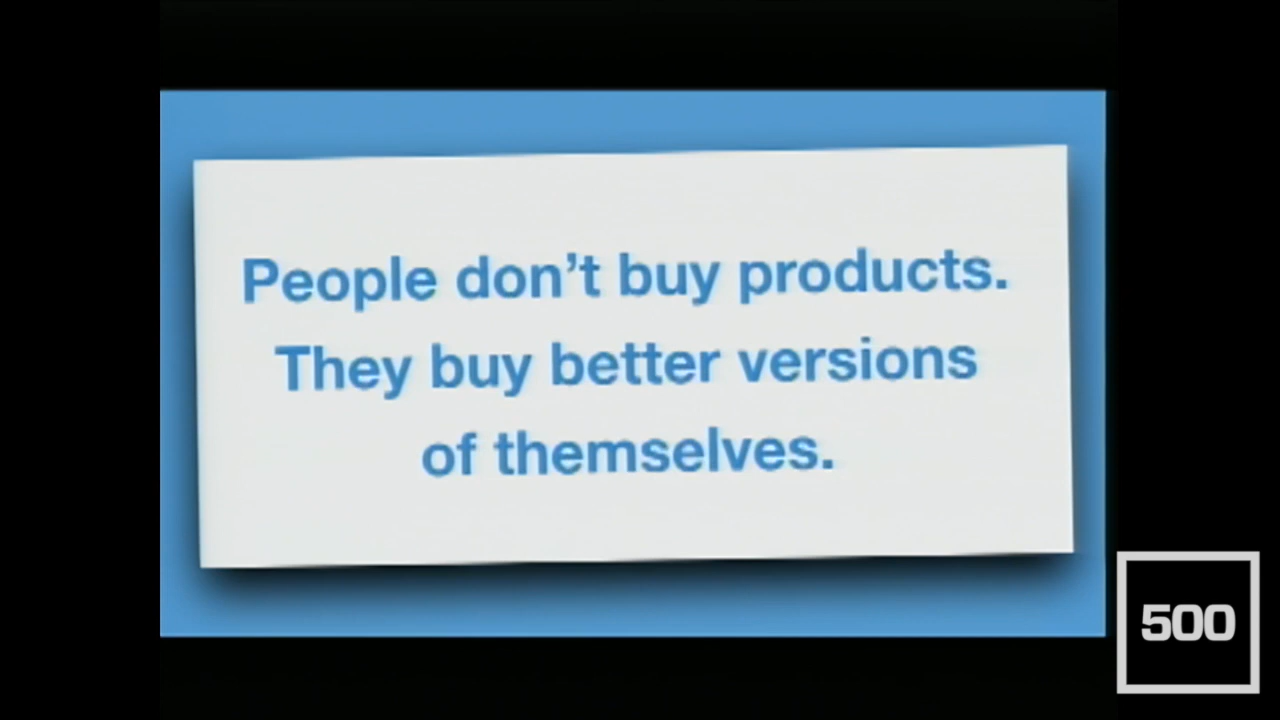 People don’t buy products.
They buy better versions
of themselves.
500